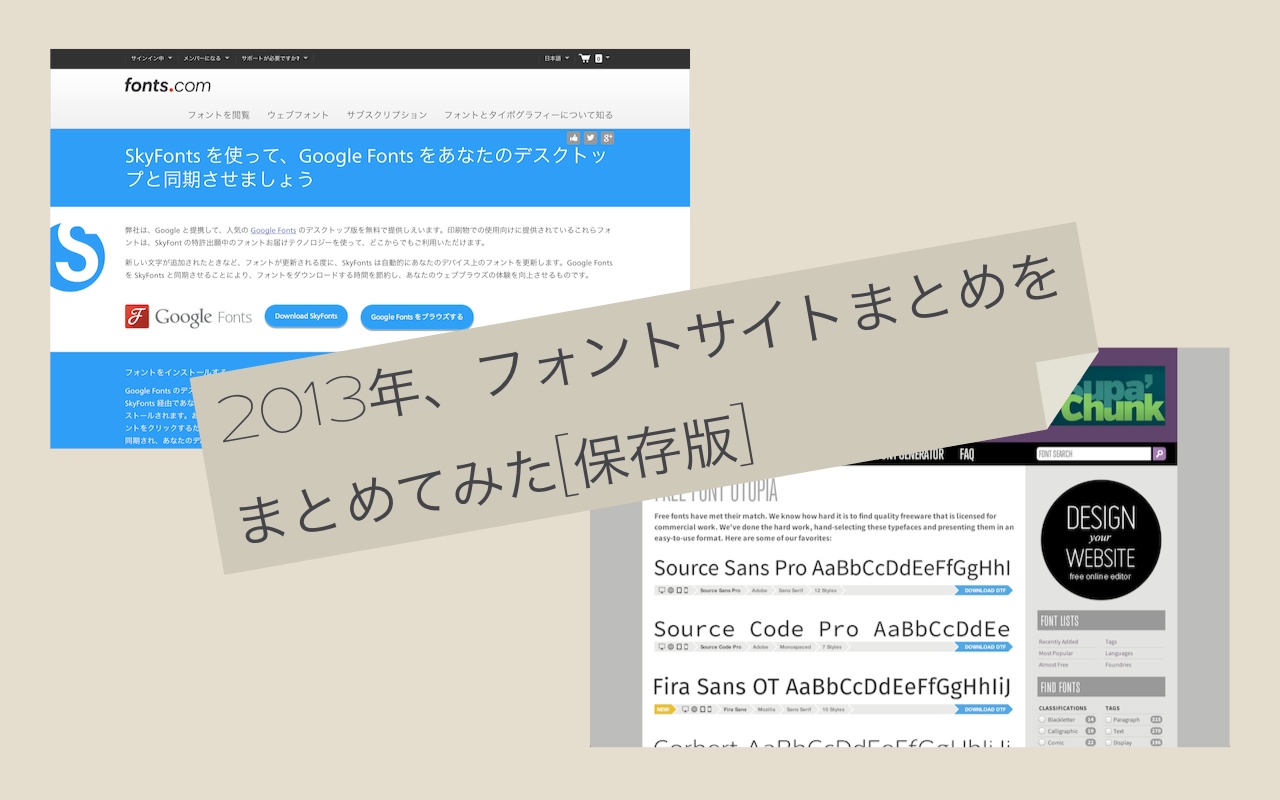 サインイン中
メンバーになる
サポートが必要ですか?
日本語
0
fonts.com
フォントを閲覧
ウェブフォント
サブスクリプション
フォントとタイポグラフィーについて知る
SkyFonts を使って、Google Fonts をあなたのデスクトッ
プと同期させましょう
弊社は、Google と提携して、人気の Google Fonts のデスクトップ版を無料で提供しえいます。印刷物での使用向けに提供されているこれらフォ
ントは、SkyFont の特許出願中のフォントお届けテクノロジーを使って、どこからでもご利用いただけます。
新しい文字が追加されたときなど、フォントが更新される度に、SkyFonts は自動的にあなたのデバイス上のフォントを更新します。Google Fonts
を SkyFonts と同期させることにより、フォントをダウンロードする時間を節約し、あなたのウェブブラウズの体験を向上させるものです。
Google Fonts
Download SkyFonts
Google Fonts をブラウズする
フォントをインストールする
Google Fonts のデス
SkyFonts 経由であな
ストールされます。
ントをクリックするた
同期され、あなたのデ
2013年、フォントサイトまとめを
まとめてみた[保存版]
Chunk
FAQ
FONT SEARCH
FREE FONT UTOPIA
Free fonts have met their match. We know how hard it is to find quality freeware that is licensed for
commercial work. We've done the hard work, hand-selecting these typefaces and presenting them in an
easy-to-use format. Here are some of our favorites:
Source Sans Pro AaBbCcDdEeFfGgHhI
Source Sans Pro Adobe Sans Serif 12 Styles DOWNLOAD OTF
Source Code Pro AaBbCcDdEe
Source Code Pro Adobe Monospaced 7 Styles DOWNLOAD OTF
Fira Sans OT AaBbCcDdEeFfGgHhIiJ
NEW! Fira Sans Mozilla Sans Serif 10 Styles DOWNLOAD OTF
DESIGN
your
WEBSITE
free online editor
FONT LISTS
Recently Added Tags
Most Popular Languages
Almost Free Foundries
FIND FONTS
CLASSIFICATIONS TAGS
Blackletter Paragraph
Calligraphic Text
Comic Display